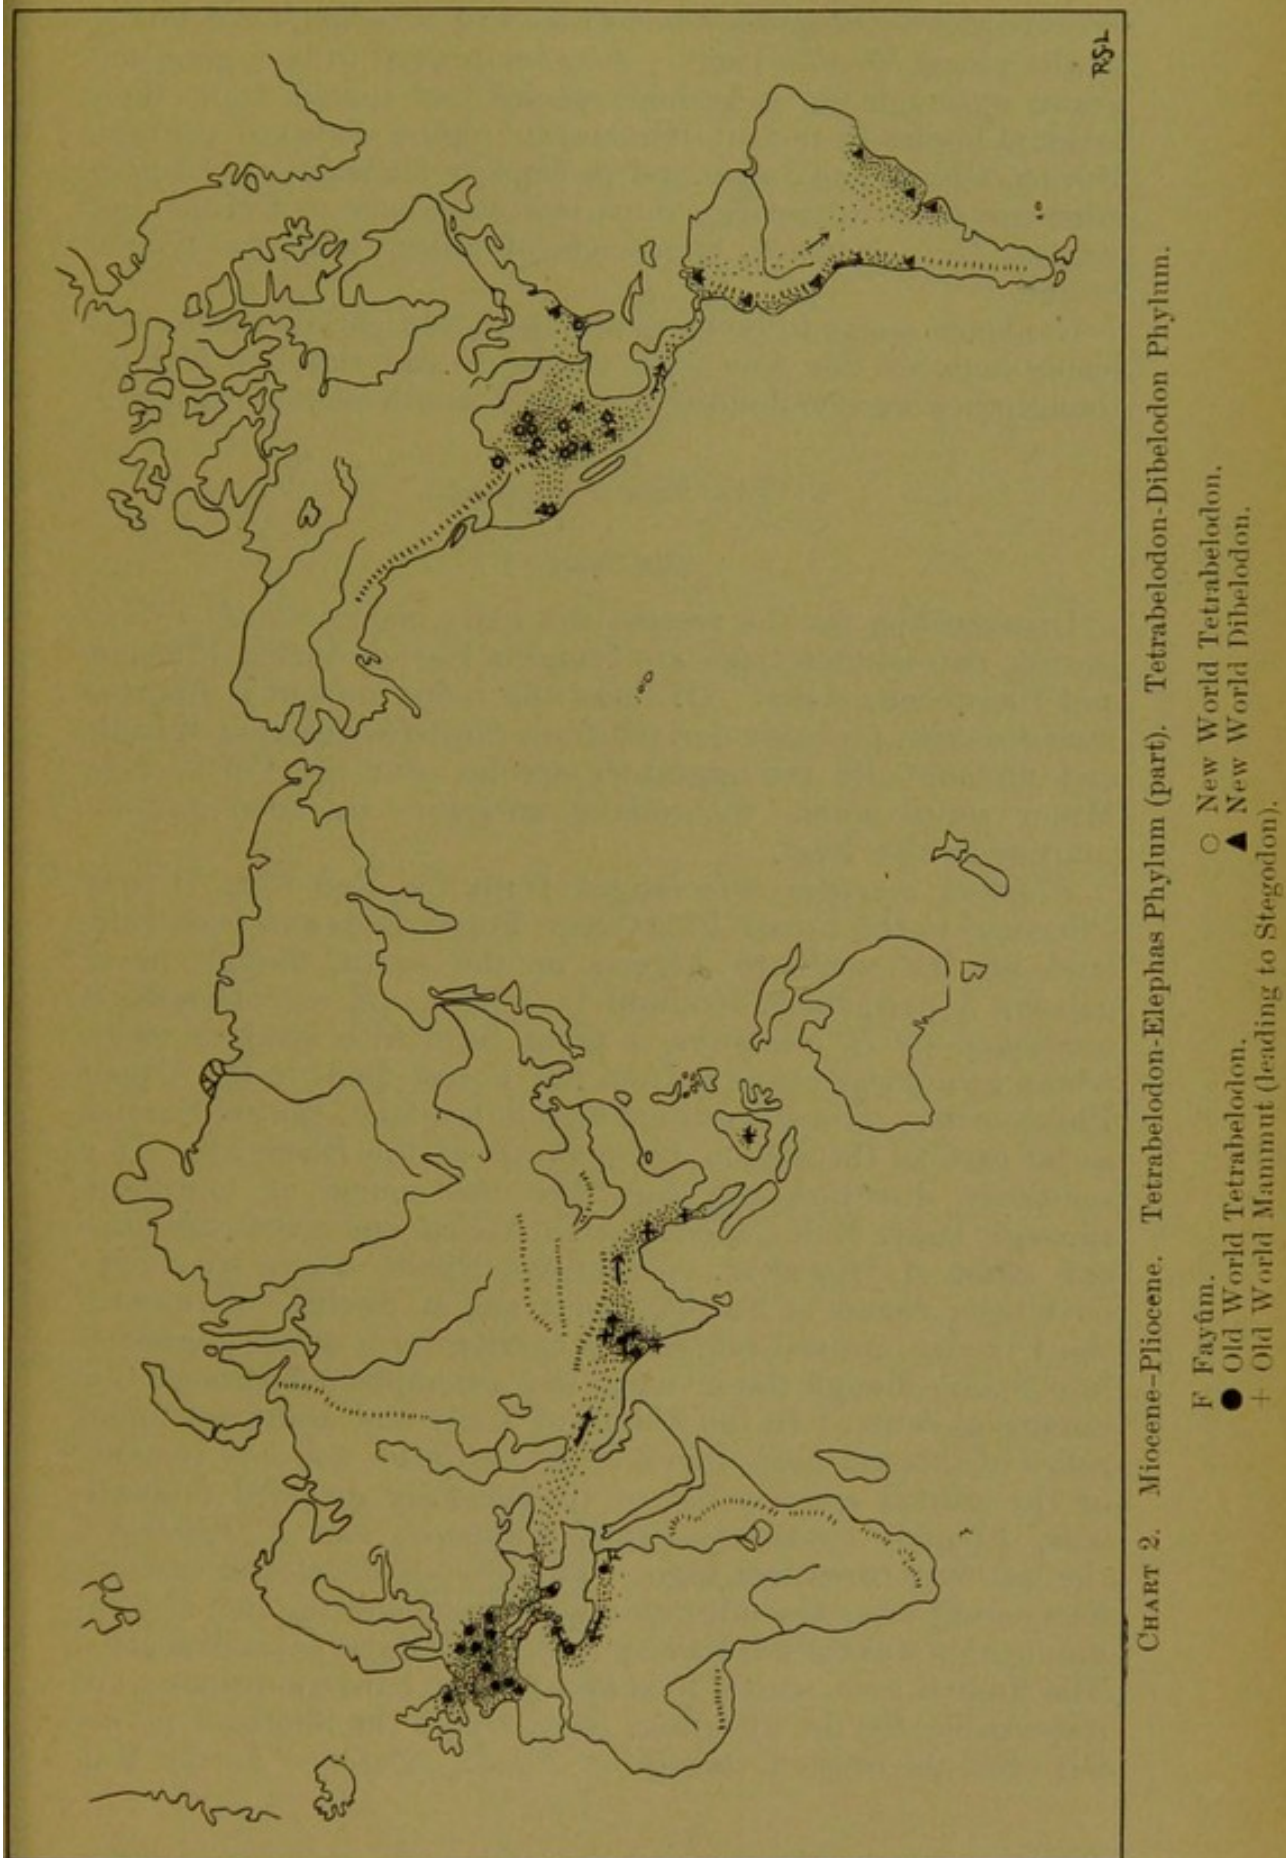 R.S.L
F
CHART 2. Miocene–Pliocene. Tetrabelodon-Elephas Phylum (part). Tetrabelodon-Dibelodon Phylum.
F Fayûm.
● Old World Tetrabelodon.
+ Old World Mammut (leading to Stegodon).
○ New World Tetrabelodon.
▲ New World Dibelodon.